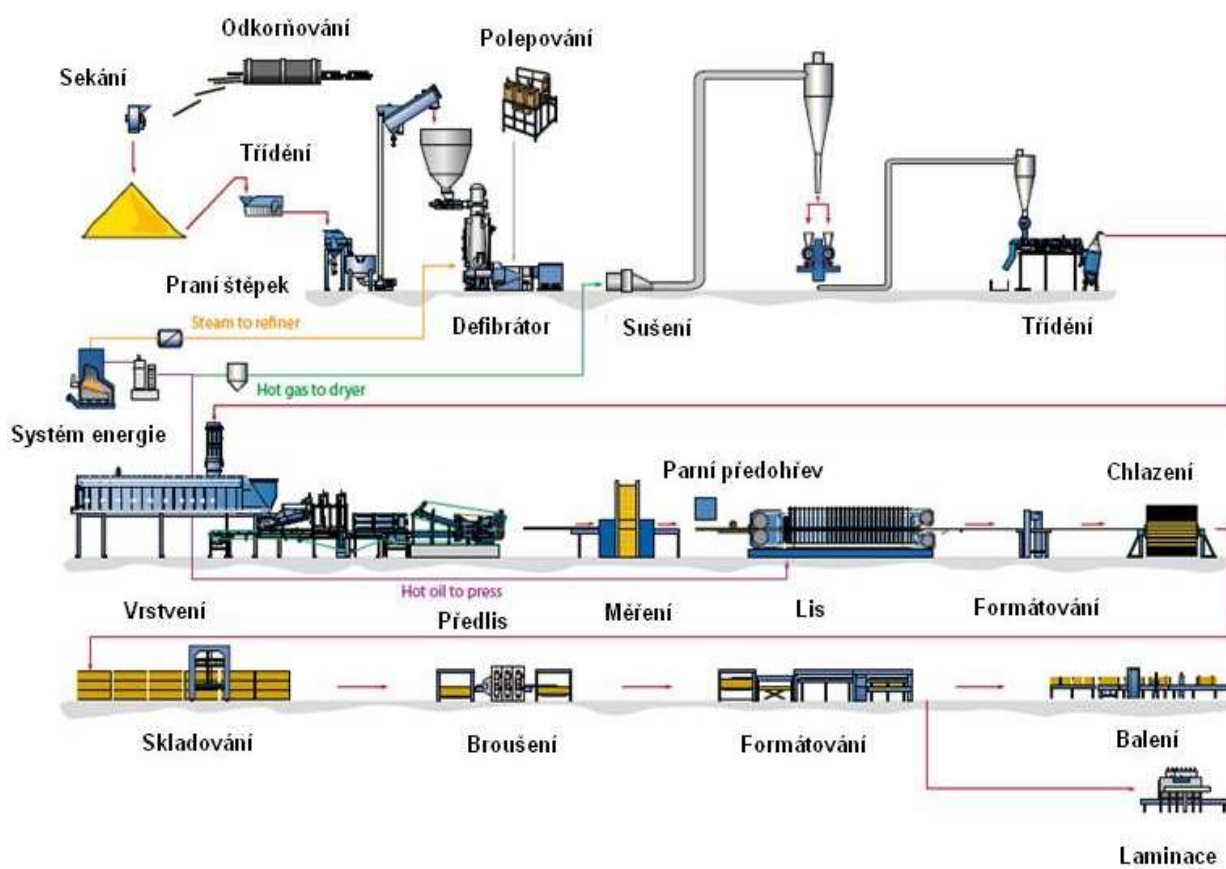 Odkorňování
Polepování
Sekání
Třídění
Praní štěpek
Steam to refiner
Defibrátor
Sušení
Třídění
Hot gas to dryer
Systém energie
Parní předohřev
Chlazení
Hot oil to press
Vrstvení
Předlis
Měření
Lis
Formátování
Skladování
Broušení
Formátování
Balení
Laminace